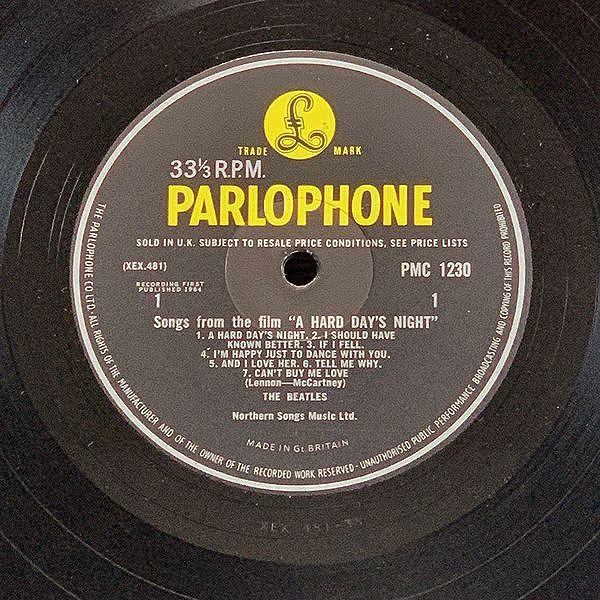 £
TRADE MARK
33⅓ R.P.M.
PARLOPHONE
SOLD IN U.K. SUBJECT TO RESALE PRICE CONDITIONS, SEE PRICE LISTS
(XEX.481)
PMC 1230
RECORDING FIRST
PUBLISHED 1964
1
1
Songs from the film "A HARD DAY'S NIGHT"
1. A HARD DAY'S NIGHT. 2. I SHOULD HAVE
KNOWN BETTER. 3. IF I FELL.
4. I'M HAPPY JUST TO DANCE WITH YOU.
5. AND I LOVE HER. 6. TELL ME WHY.
7. CAN'T BUY ME LOVE
(Lennon—McCartney)
THE BEATLES
Northern Songs Music Ltd.
MADE IN Gt. BRITAIN
THE PARLOPHONE CO LTD · ALL RIGHTS OF THE MANUFACTURER AND OF THE OWNER OF THE RECORDED WORK RESERVED · UNAUTHORISED PUBLIC PERFORMANCE BROADCASTING AND COPYING OF THIS RECORD PROHIBITED
XEX 481